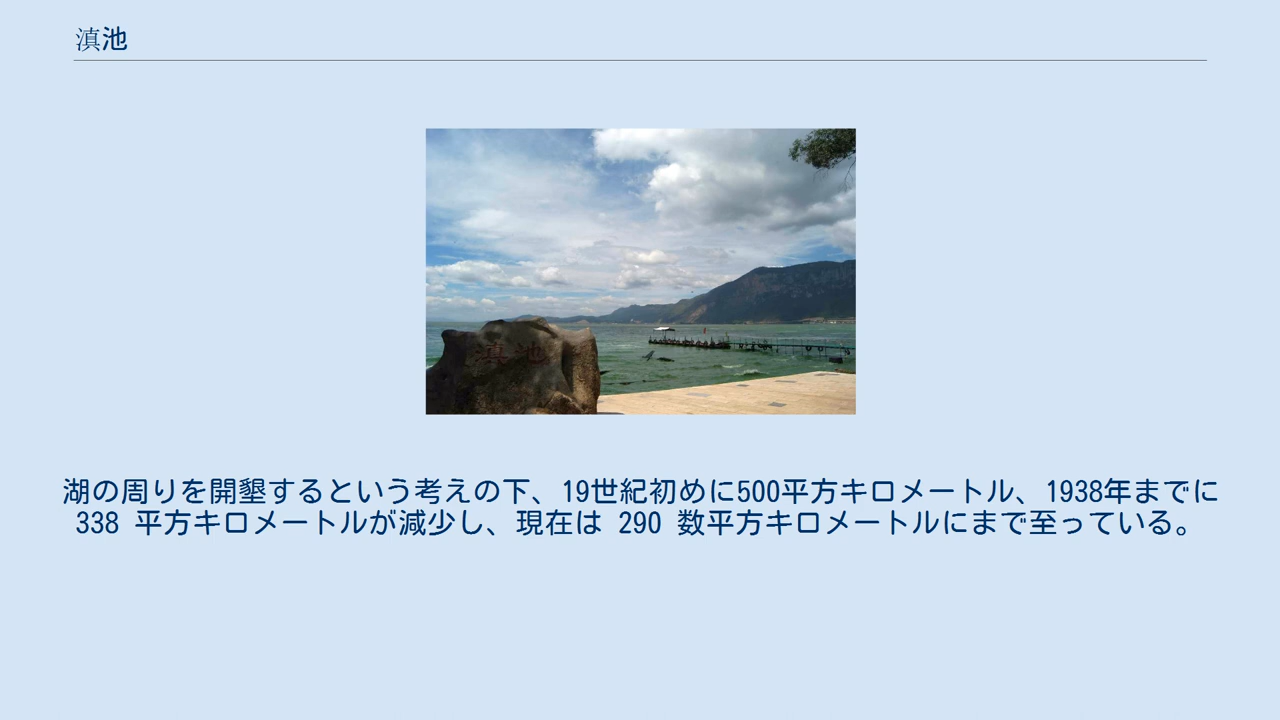 滇池
滇池
湖の周りを開墾するという考えの下、19世紀初めに500平方キロメートル、1938年までに
338 平方キロメートルが減少し、現在は 290 数平方キロメートルにまで至っている。